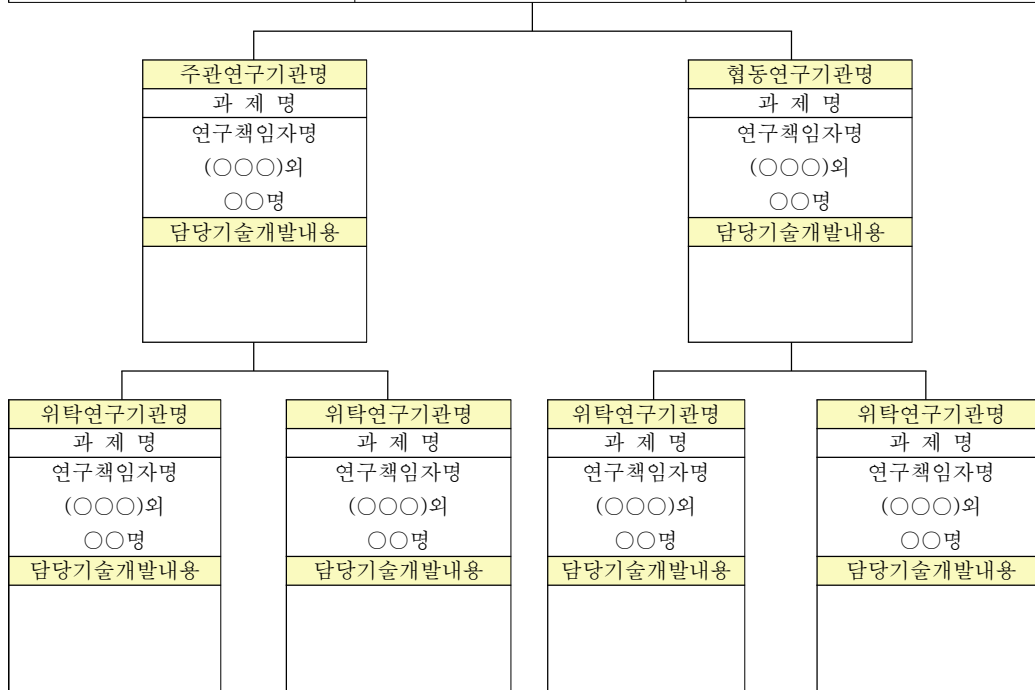 주관연구기관명
과 제 명
연구책임자명
(○○○)외
○○명
담당기술개발내용
협동연구기관명
과 제 명
연구책임자명
(○○○)외
○○명
담당기술개발내용
위탁연구기관명
과 제 명
연구책임자명
(○○○)외
○○명
담당기술개발내용
위탁연구기관명
과 제 명
연구책임자명
(○○○)외
○○명
담당기술개발내용
위탁연구기관명
과 제 명
연구책임자명
(○○○)외
○○명
담당기술개발내용
위탁연구기관명
과 제 명
연구책임자명
(○○○)외
○○명
담당기술개발내용